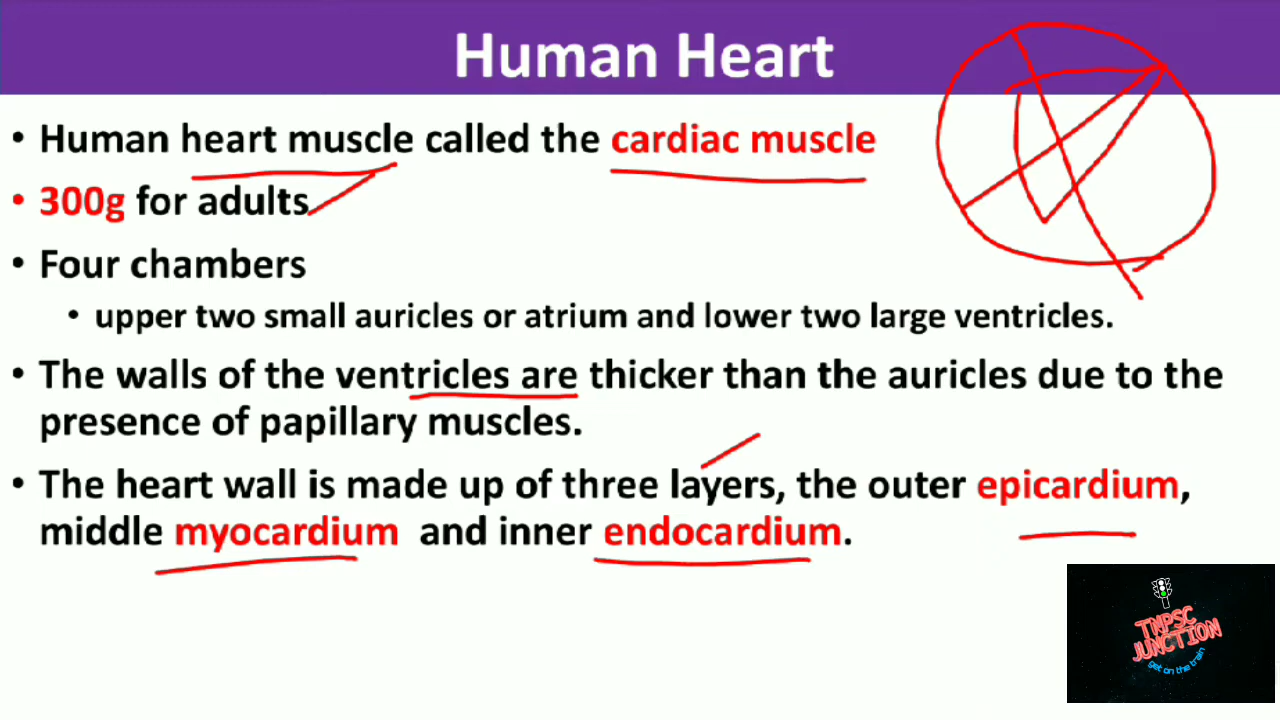 Human Heart
• Human heart muscle called the cardiac muscle
• 300g for adults
• Four chambers
• upper two small auricles or atrium and lower two large ventricles.
• The walls of the ventricles are thicker than the auricles due to the
presence of papillary muscles.
• The heart wall is made up of three layers, the outer epicardium,
middle myocardium and inner endocardium.
TNPSC
JUNCTION
get on the train